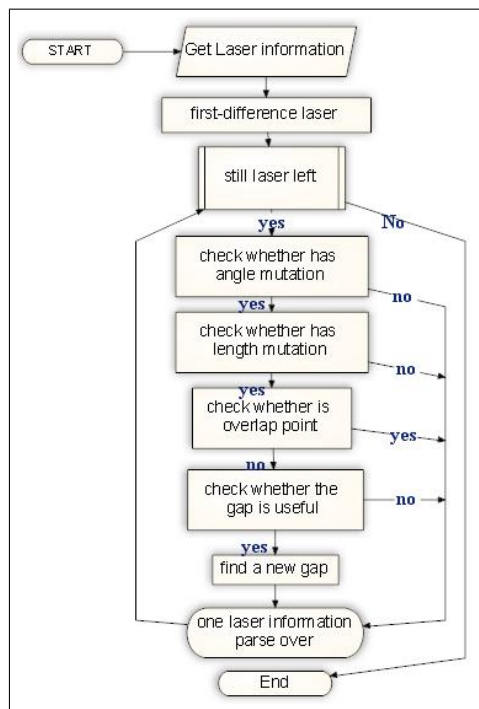 START
Get Laser information
first-difference laser
still laser left
yes
No
check whether has
angle mutation
no
yes
check whether has
length mutation
no
yes
check whether is
overlap point
yes
no
check whether the
gap is useful
no
yes
find a new gap
one laser information
parse over
End